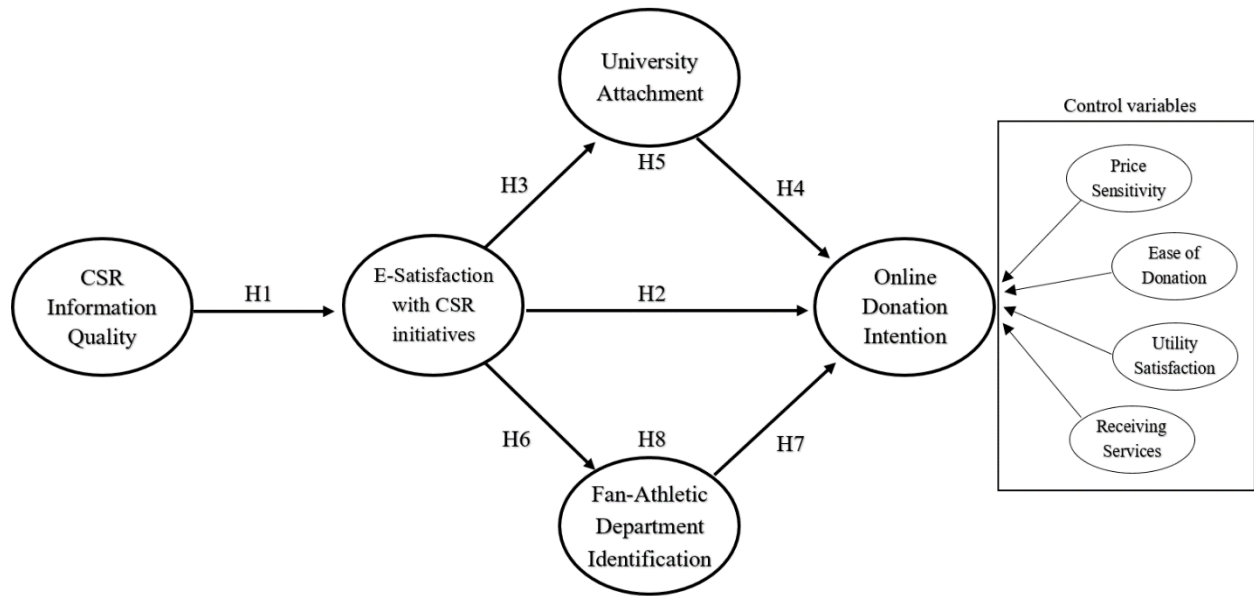 University
Attachment
H5
H3
H4
CSR
Information
Quality
H1
E-Satisfaction
with CSR
initiatives
H2
Online
Donation
Intention
H6
H8
H7
Fan-Athletic
Department
Identification
Control variables
Price
Sensitivity
Ease of
Donation
Utility
Satisfaction
Receiving
Services